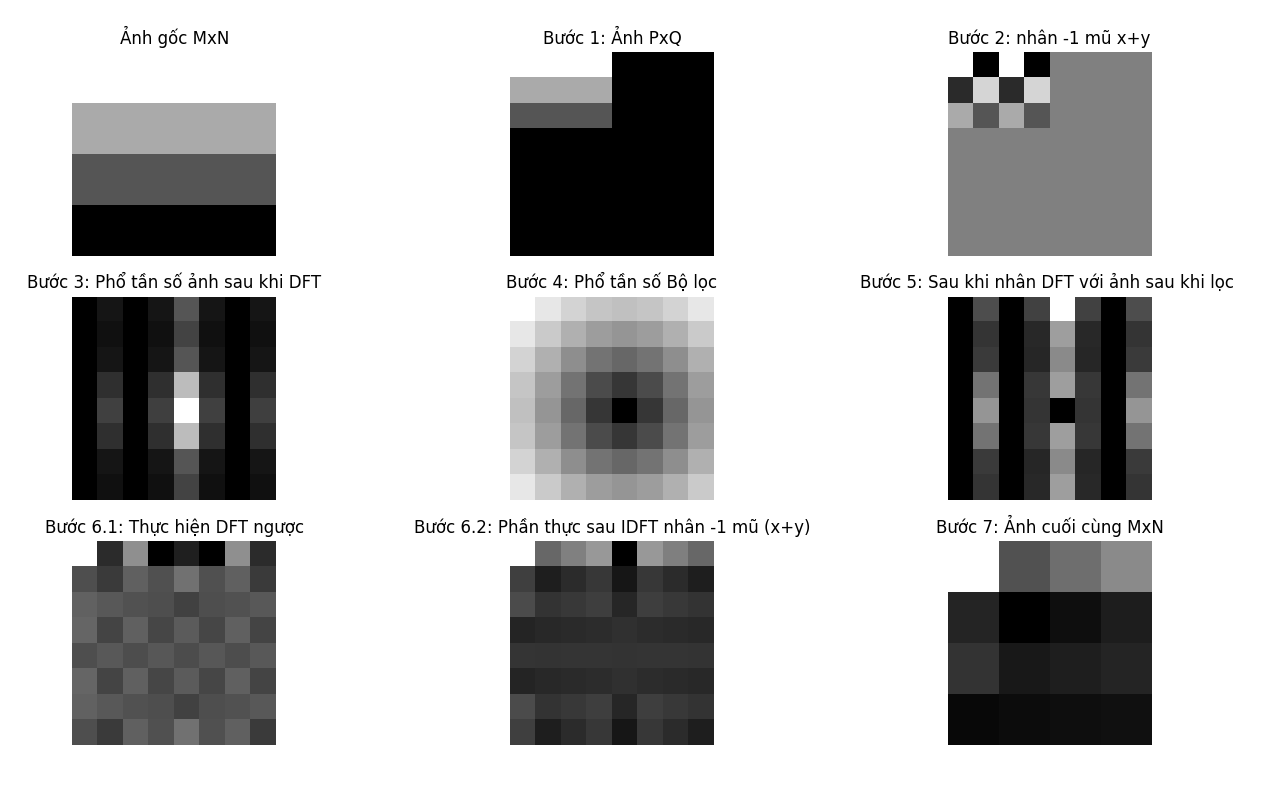 Ảnh gốc MxN
Bước 1: Ảnh PxQ
Bước 2: nhân -1 mũ x+y
Bước 3: Phổ tần số ảnh sau khi DFT
Bước 4: Phổ tần số Bộ lọc
Bước 5: Sau khi nhân DFT với ảnh sau khi lọc
Bước 6.1: Thực hiện DFT ngược
Bước 6.2: Phần thực sau IDFT nhân -1 mũ (x+y)
Bước 7: Ảnh cuối cùng MxN